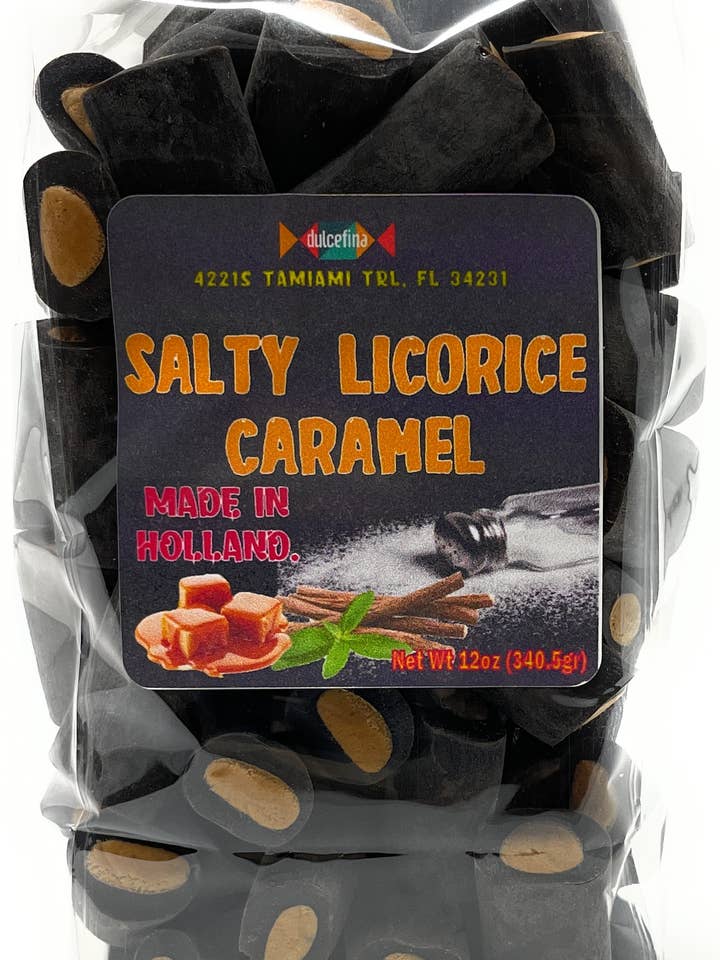 dulcefina
4221S TAMIAMI TRL, FL 34231
SALTY LICORICE
CARAMEL
MADE IN
HOLLAND.
Net Wt 12oz (340.5gr)